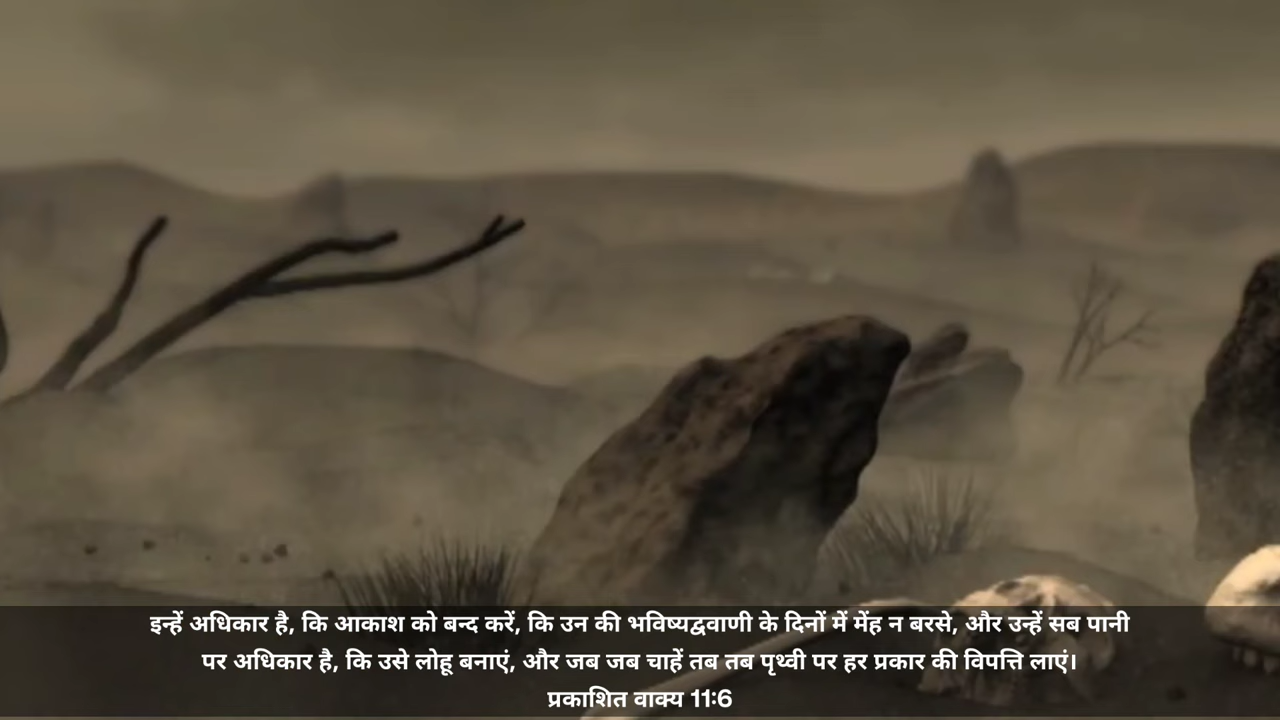 इन्हें अधिकार है, कि आकाश को बन्द करें, कि उन की भविष्यद्वाणी के दिनों में मेंह न बरसे, और उन्हें सब पानी
पर अधिकार है, कि उसे लोहू बनाएं, और जब जब चाहें तब तब पृथ्वी पर हर प्रकार की विपत्ति लाएं।
प्रकाशित वाक्य 11:6